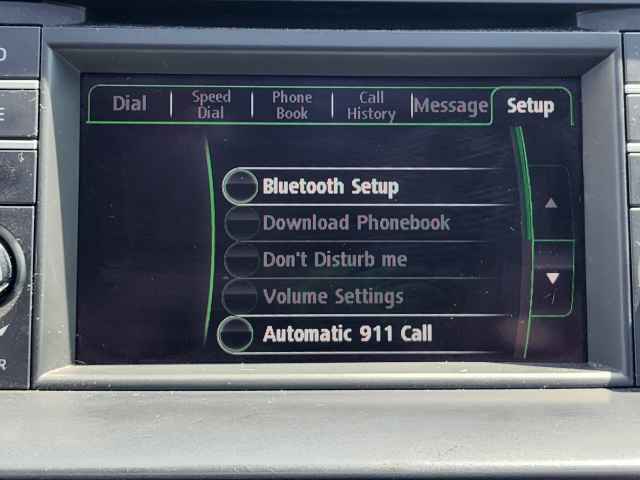 Dial
Speed
Dial
Phone
Book
Call
History
Message
Setup
Bluetooth Setup
Download Phonebook
Don't Disturb me
Volume Settings
Automatic 911 Call